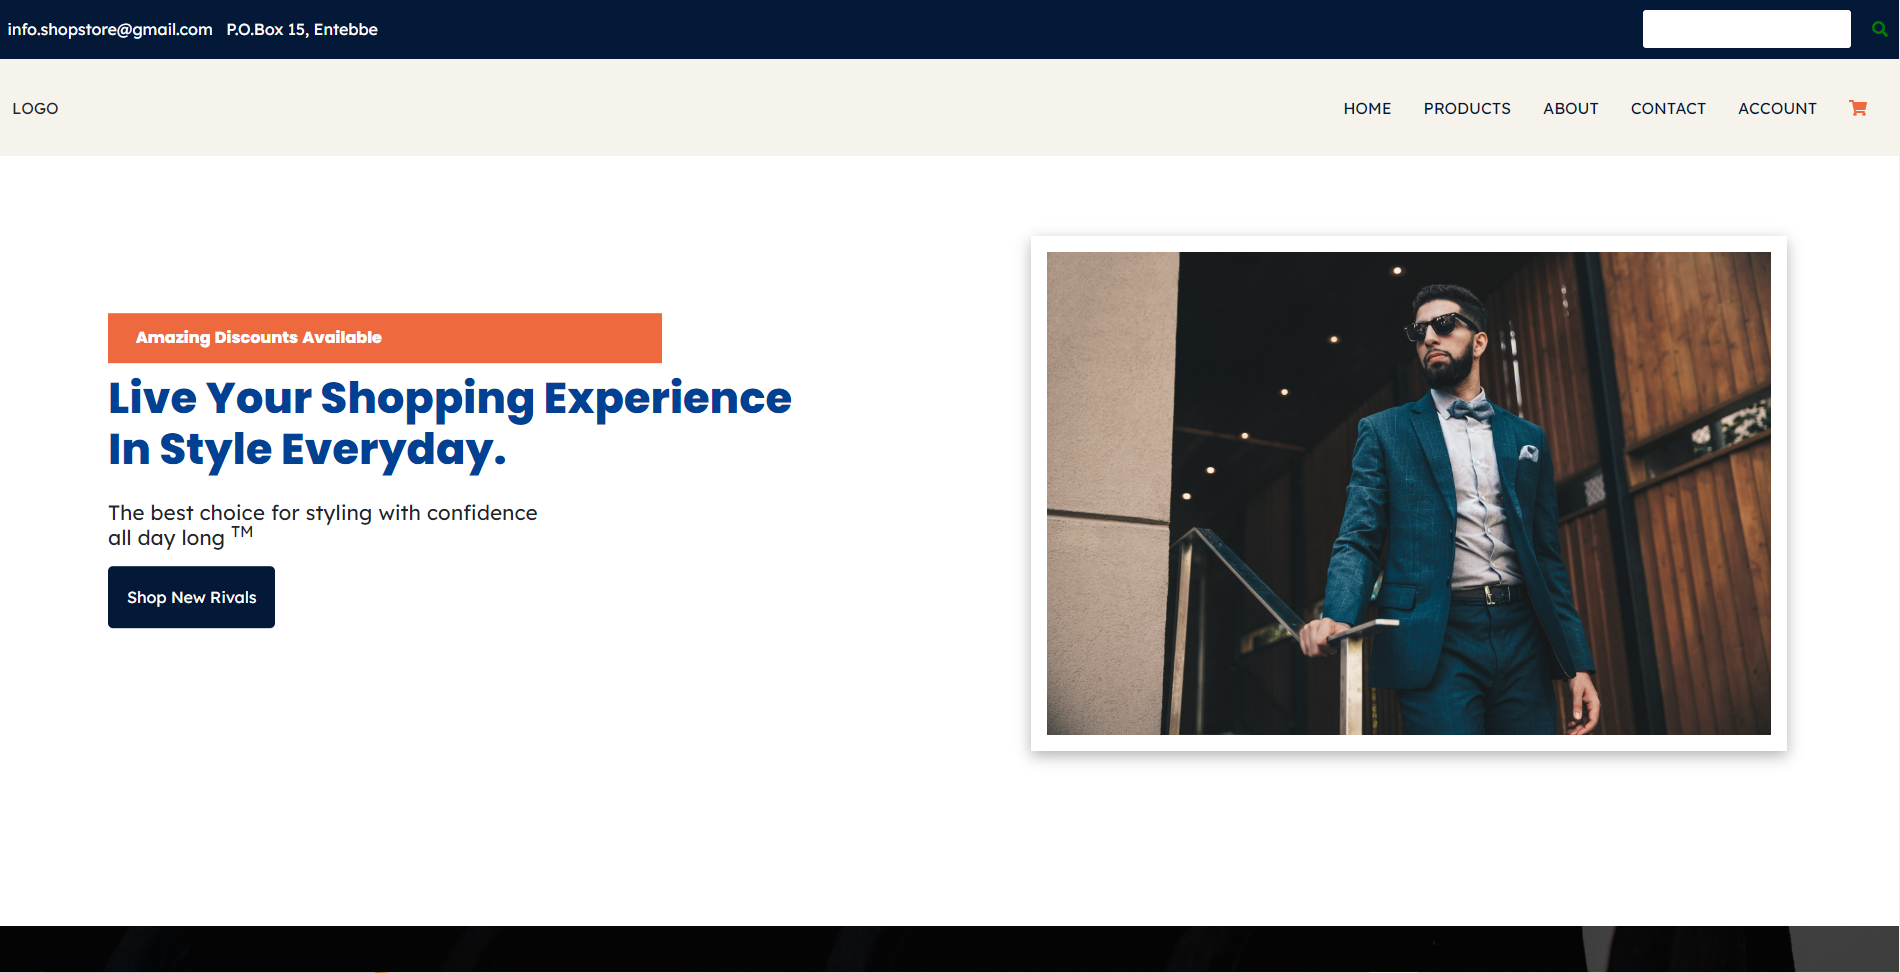 info.shopstore@gmail.com P.O.Box 15, Entebbe
LOGO
HOME PRODUCTS ABOUT CONTACT ACCOUNT
Amazing Discounts Available
Live Your Shopping Experience
In Style Everyday.
The best choice for styling with confidence
all day long TM
Shop New Rivals